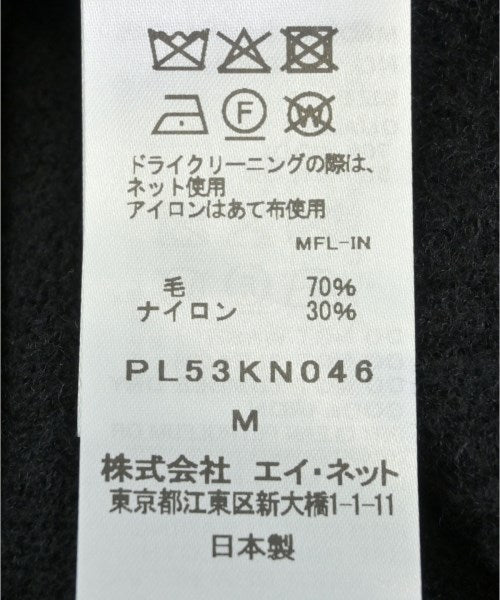 F
W
ドライクリーニングの際は、
ネット使用
アイロンはあて布使用
MFL-IN
毛 70%
ナイロン 30%
PL53KN046
M
株式会社 エイ・ネット
東京都江東区新大橋1-1-11
日本製